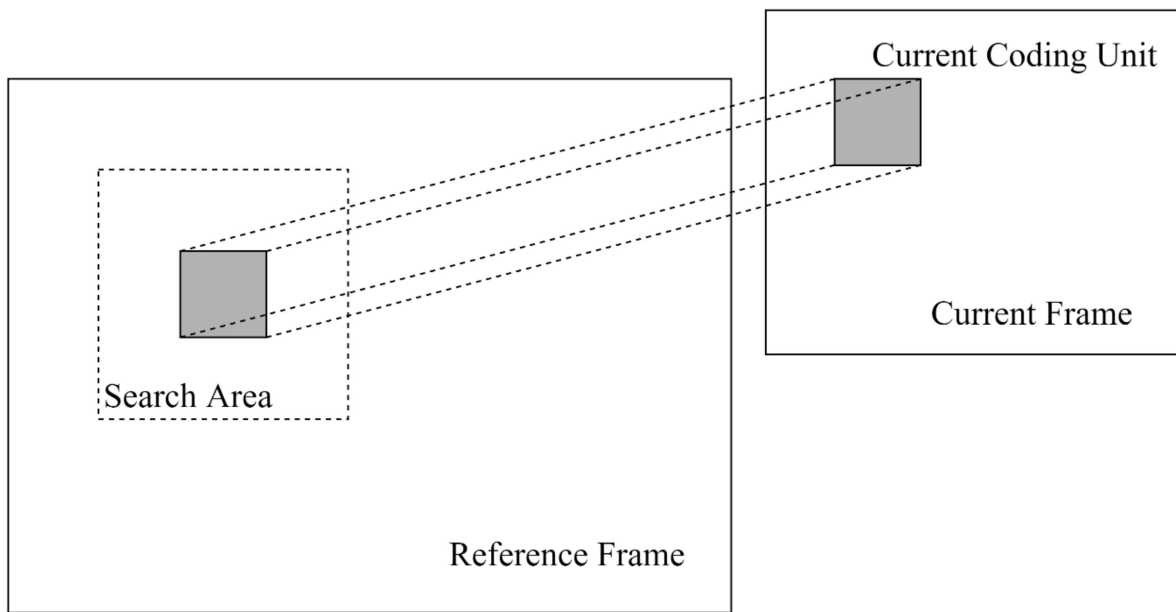 Current Coding Unit
Current Frame
Search Area
Reference Frame